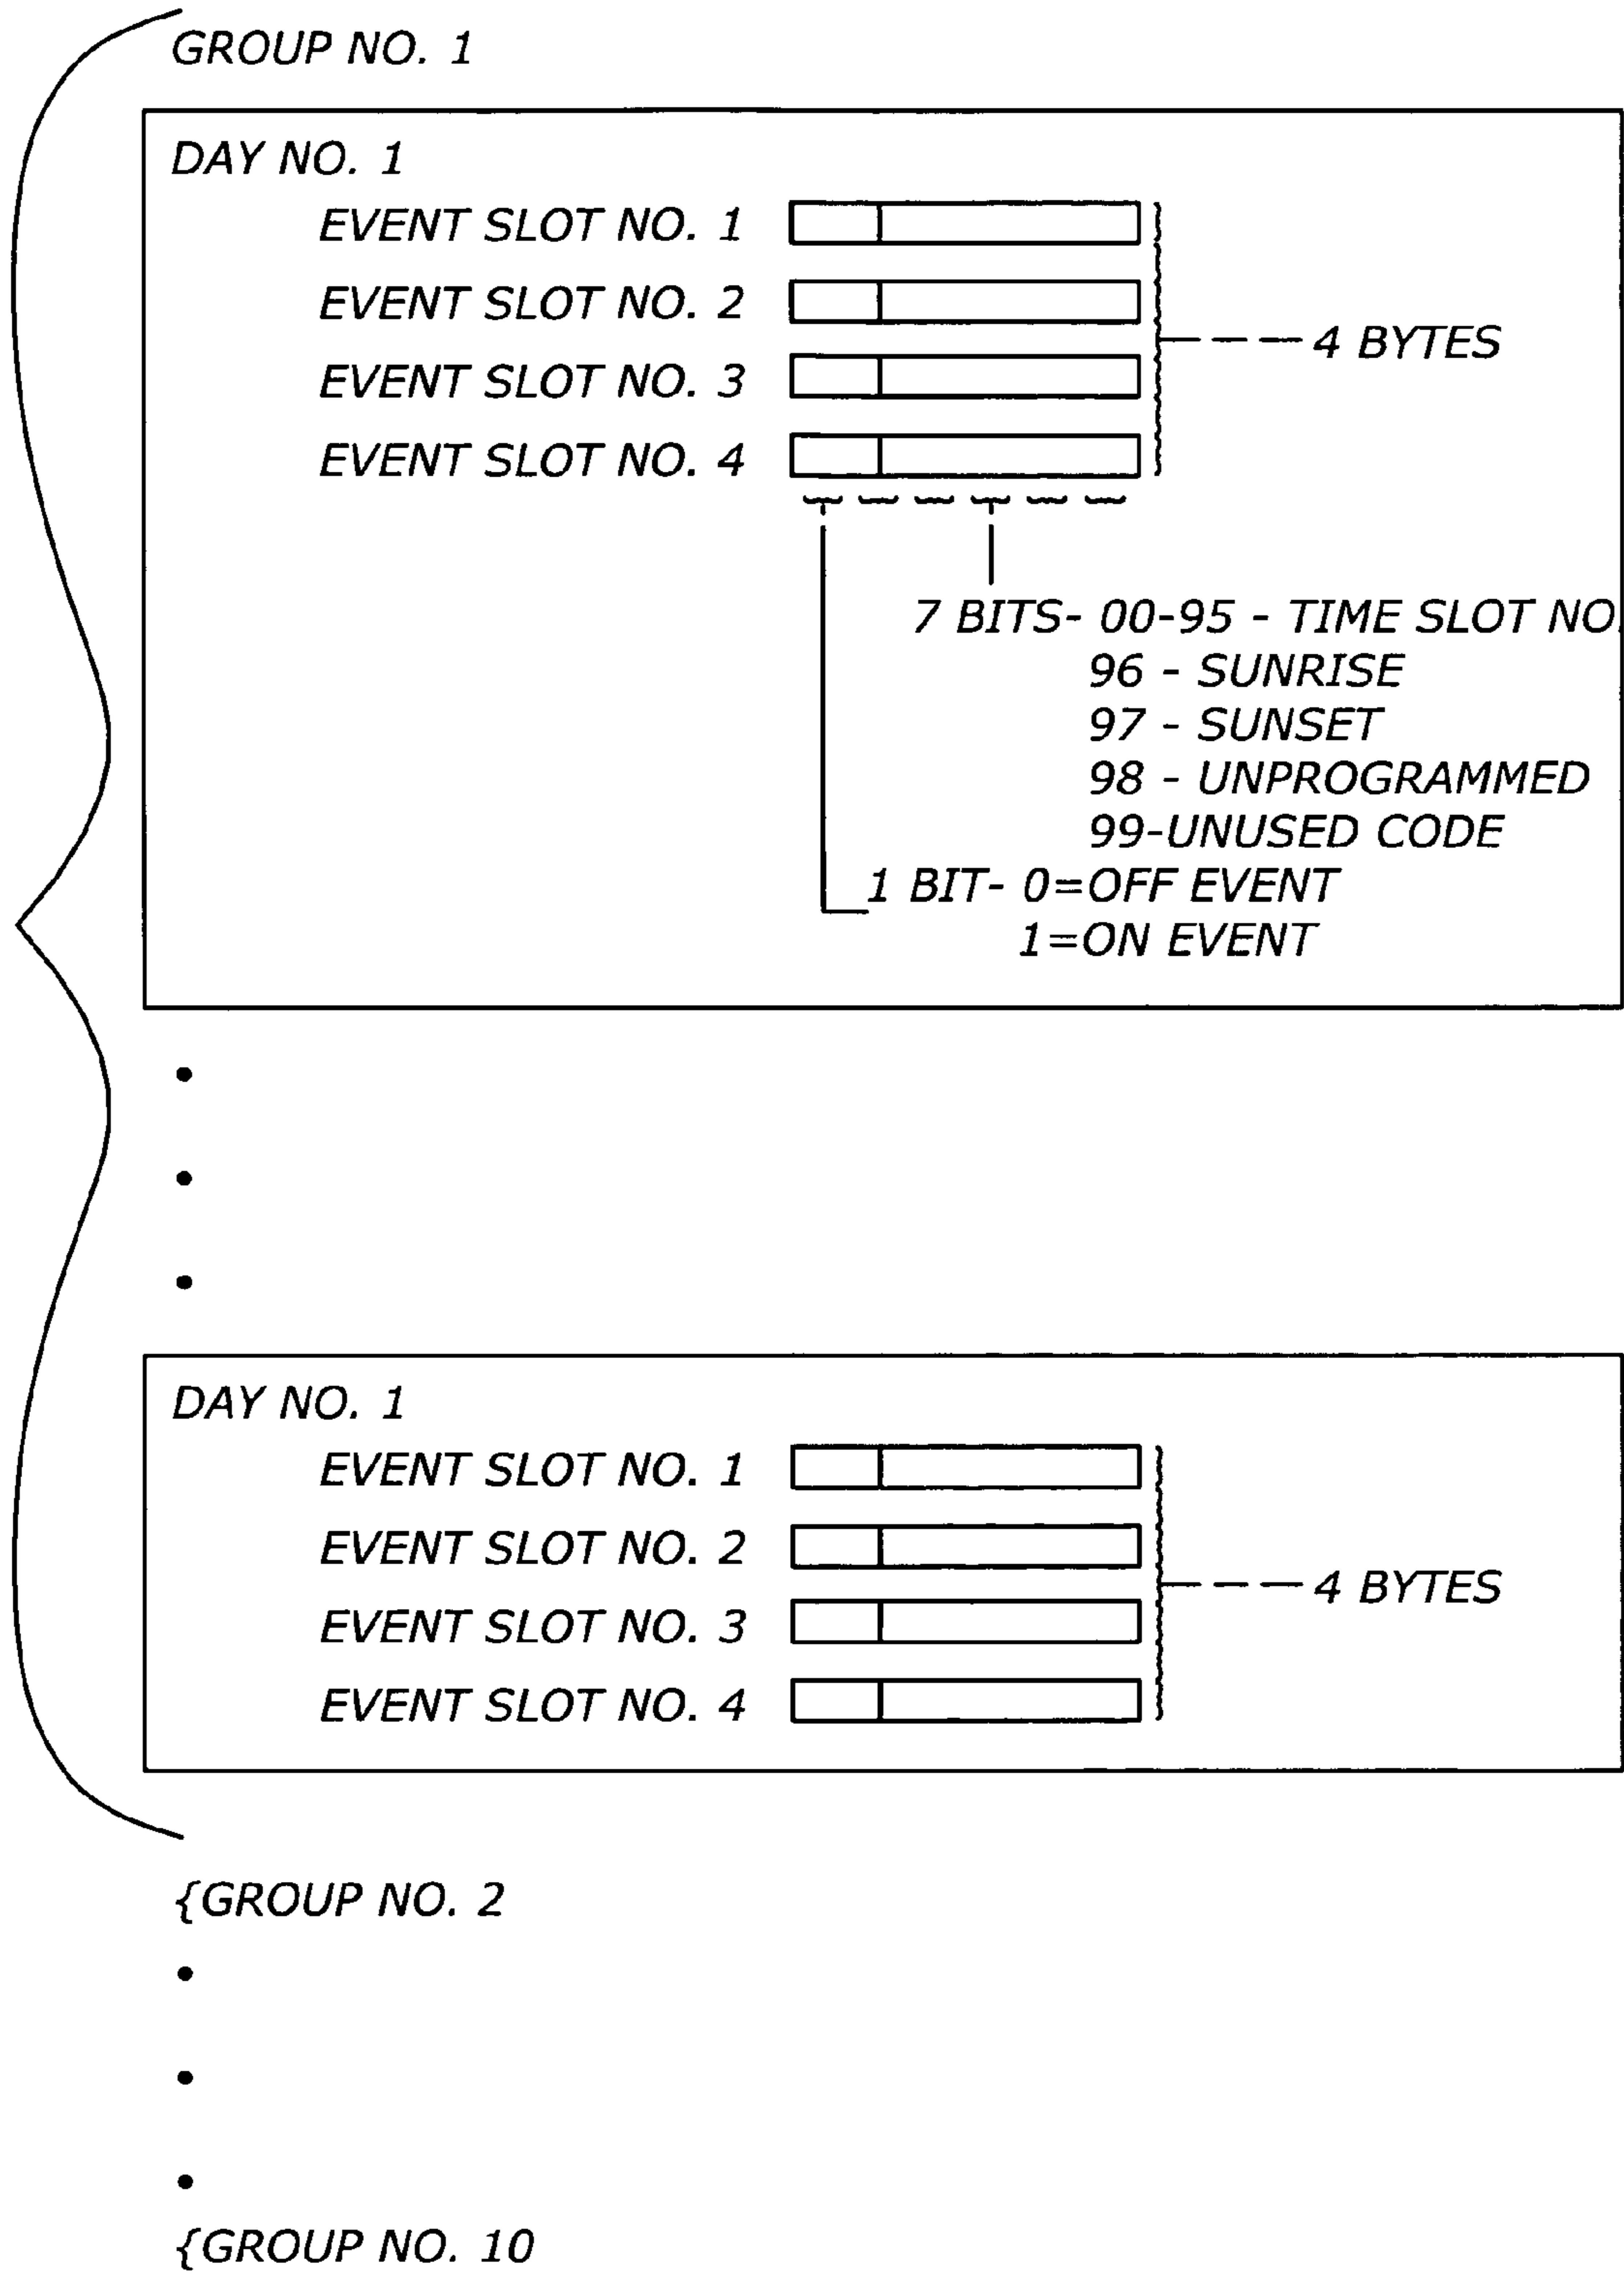 GROUP NO. 1
DAY NO. 1
EVENT SLOT NO. 1
EVENT SLOT NO. 2
4 BYTES
EVENT SLOT NO. 3
EVENT SLOT NO. 4
7 BITS- 00-95 - TIME SLOT NO.
96 - SUNRISE
97 - SUNSET
98 - UNPROGRAMMED
99-UNUSED CODE
1 BIT- 0=OFF EVENT
1=ON EVENT
DAY NO. 1
EVENT SLOT NO. 1
EVENT SLOT NO. 2
4 BYTES
EVENT SLOT NO. 3
EVENT SLOT NO. 4
{GROUP NO. 2
{GROUP NO. 10